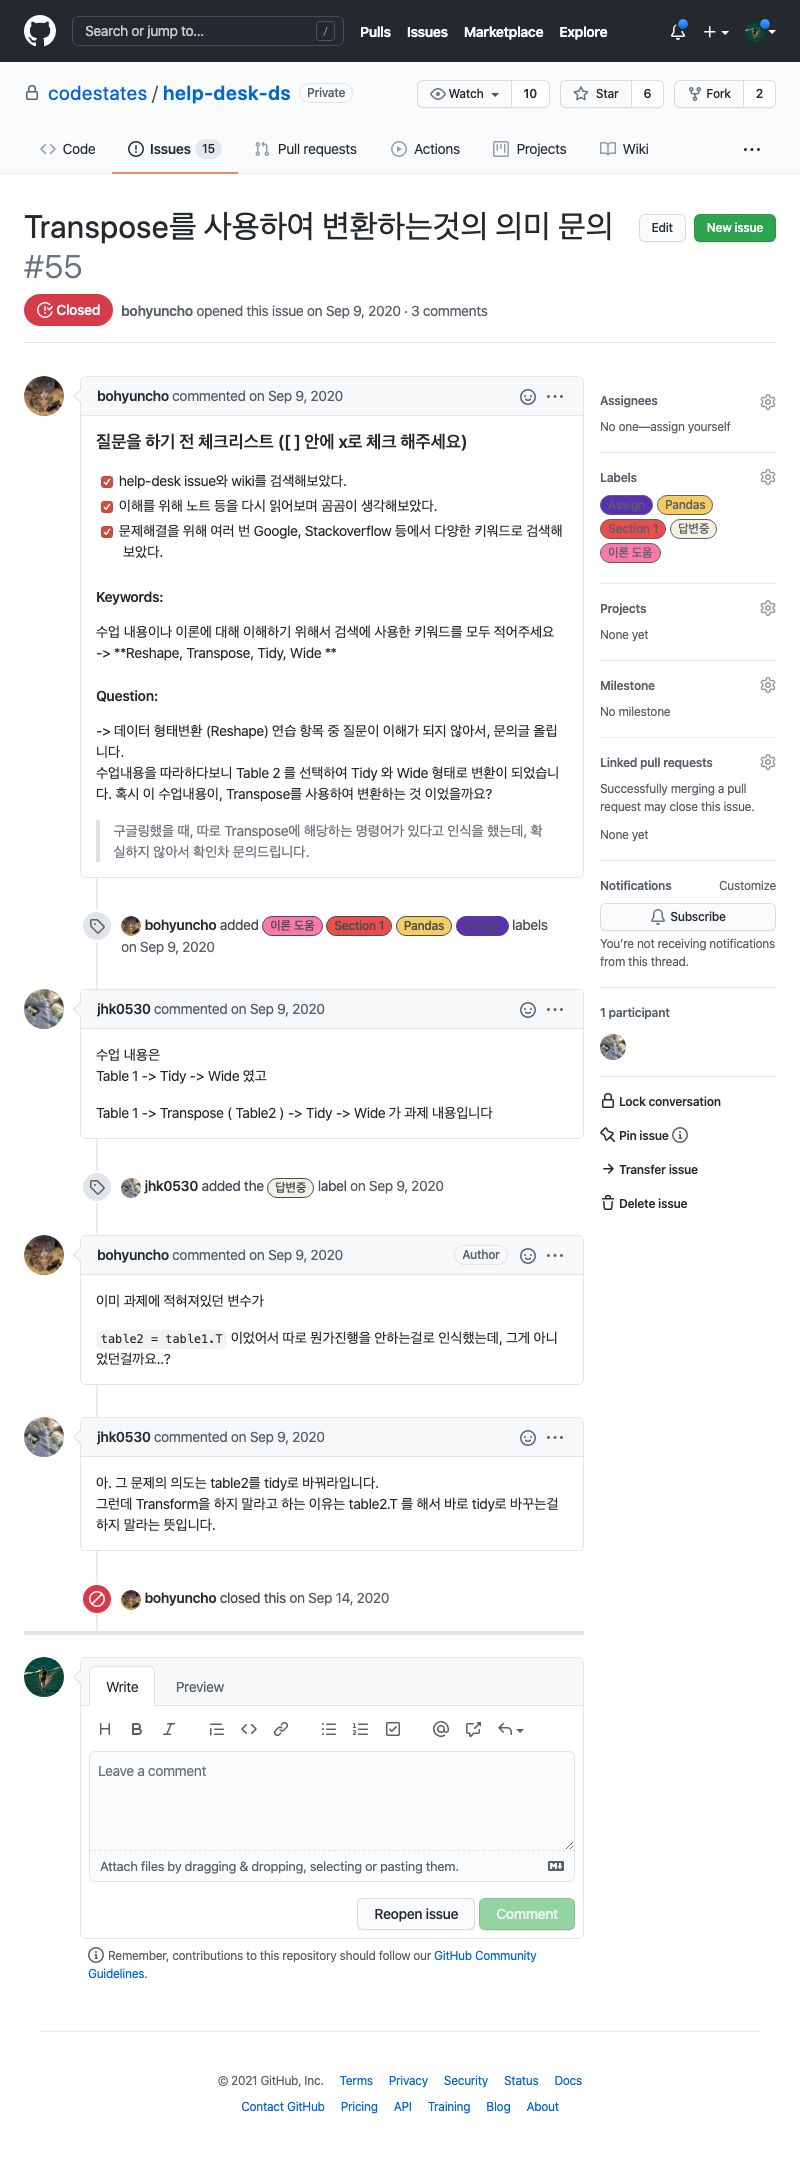 Search or jump to... /
Pulls Issues Marketplace Explore
codestates / help-desk-ds Private
Watch 10 Star 6 Fork 2
Code Issues 15 Pull requests Actions Projects Wiki ...
Transpose를 사용하여 변환하는것의 의미 문의
#55
Edit New issue
Closed bohyuncho opened this issue on Sep 9, 2020 · 3 comments
bohyuncho commented on Sep 9, 2020
질문을 하기 전 체크리스트 ([ ] 안에 x로 체크 해주세요)
help-desk issue와 wiki를 검색해보았다.
이해를 위해 노트 등을 다시 읽어보며 곰곰이 생각해보았다.
문제해결을 위해 여러 번 Google, Stackoverflow 등에서 다양한 키워드로 검색해
보았다.
Keywords:
수업 내용이나 이론에 대해 이해하기 위해서 검색에 사용한 키워드를 모두 적어주세요
-> **Reshape, Transpose, Tidy, Wide **
Question:
-> 데이터 형태변환 (Reshape) 연습 항목 중 질문이 이해가 되지 않아서, 문의글 올립
니다.
수업내용을 따라하다보니 Table 2 를 선택하여 Tidy 와 Wide 형태로 변환이 되었습니
다. 혹시 이 수업내용이, Transpose를 사용하여 변환하는 것 이었을까요?
구글링했을 때, 따로 Transpose에 해당하는 명령어가 있다고 인식을 했는데, 확
실하지 않아서 확인차 문의드립니다.
bohyuncho added 이론 도움 Section 1 Pandas Assign labels
on Sep 9, 2020
jhk0530 commented on Sep 9, 2020
수업 내용은
Table 1 -> Tidy -> Wide 였고
Table 1 -> Transpose ( Table2 ) -> Tidy -> Wide 가 과제 내용입니다
jhk0530 added the 답변중 label on Sep 9, 2020
bohyuncho commented on Sep 9, 2020 Author
이미 과제에 적혀져있던 변수가
table2 = table1.T 이었어서 따로 뭔가진행을 안하는걸로 인식했는데, 그게 아니
었던걸까요..?
jhk0530 commented on Sep 9, 2020
아. 그 문제의 의도는 table2를 tidy로 바꿔라입니다.
그런데 Transform을 하지 말라고 하는 이유는 table2.T 를 해서 바로 tidy로 바꾸는걸
하지 말라는 뜻입니다.
bohyuncho closed this on Sep 14, 2020
Write Preview
Leave a comment
Attach files by dragging & dropping, selecting or pasting them.
Reopen issue Comment
Remember, contributions to this repository should follow our GitHub Community
Guidelines.
Assignees
No one—assign yourself
Labels
Assign Pandas
Section 1 답변중
이론 도움
Projects
None yet
Milestone
No milestone
Linked pull requests
Successfully merging a pull
request may close this issue.
None yet
Notifications Customize
Subscribe
You're not receiving notifications
from this thread.
1 participant
Lock conversation
Pin issue
Transfer issue
Delete issue
© 2021 GitHub, Inc. Terms Privacy Security Status Docs
Contact GitHub Pricing API Training Blog About